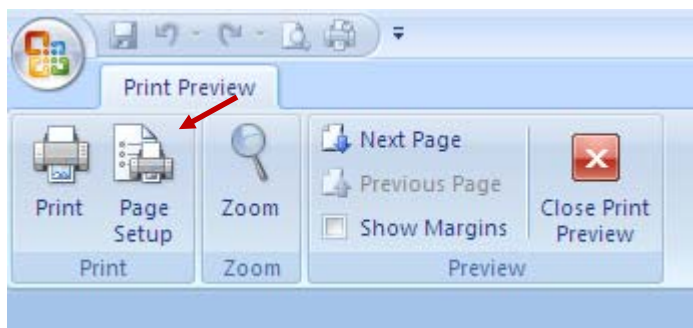 Print Preview
Print
Page
Setup
Zoom
Next Page
Previous Page
Show Margins
Close Print
Preview
Print
Zoom
Preview